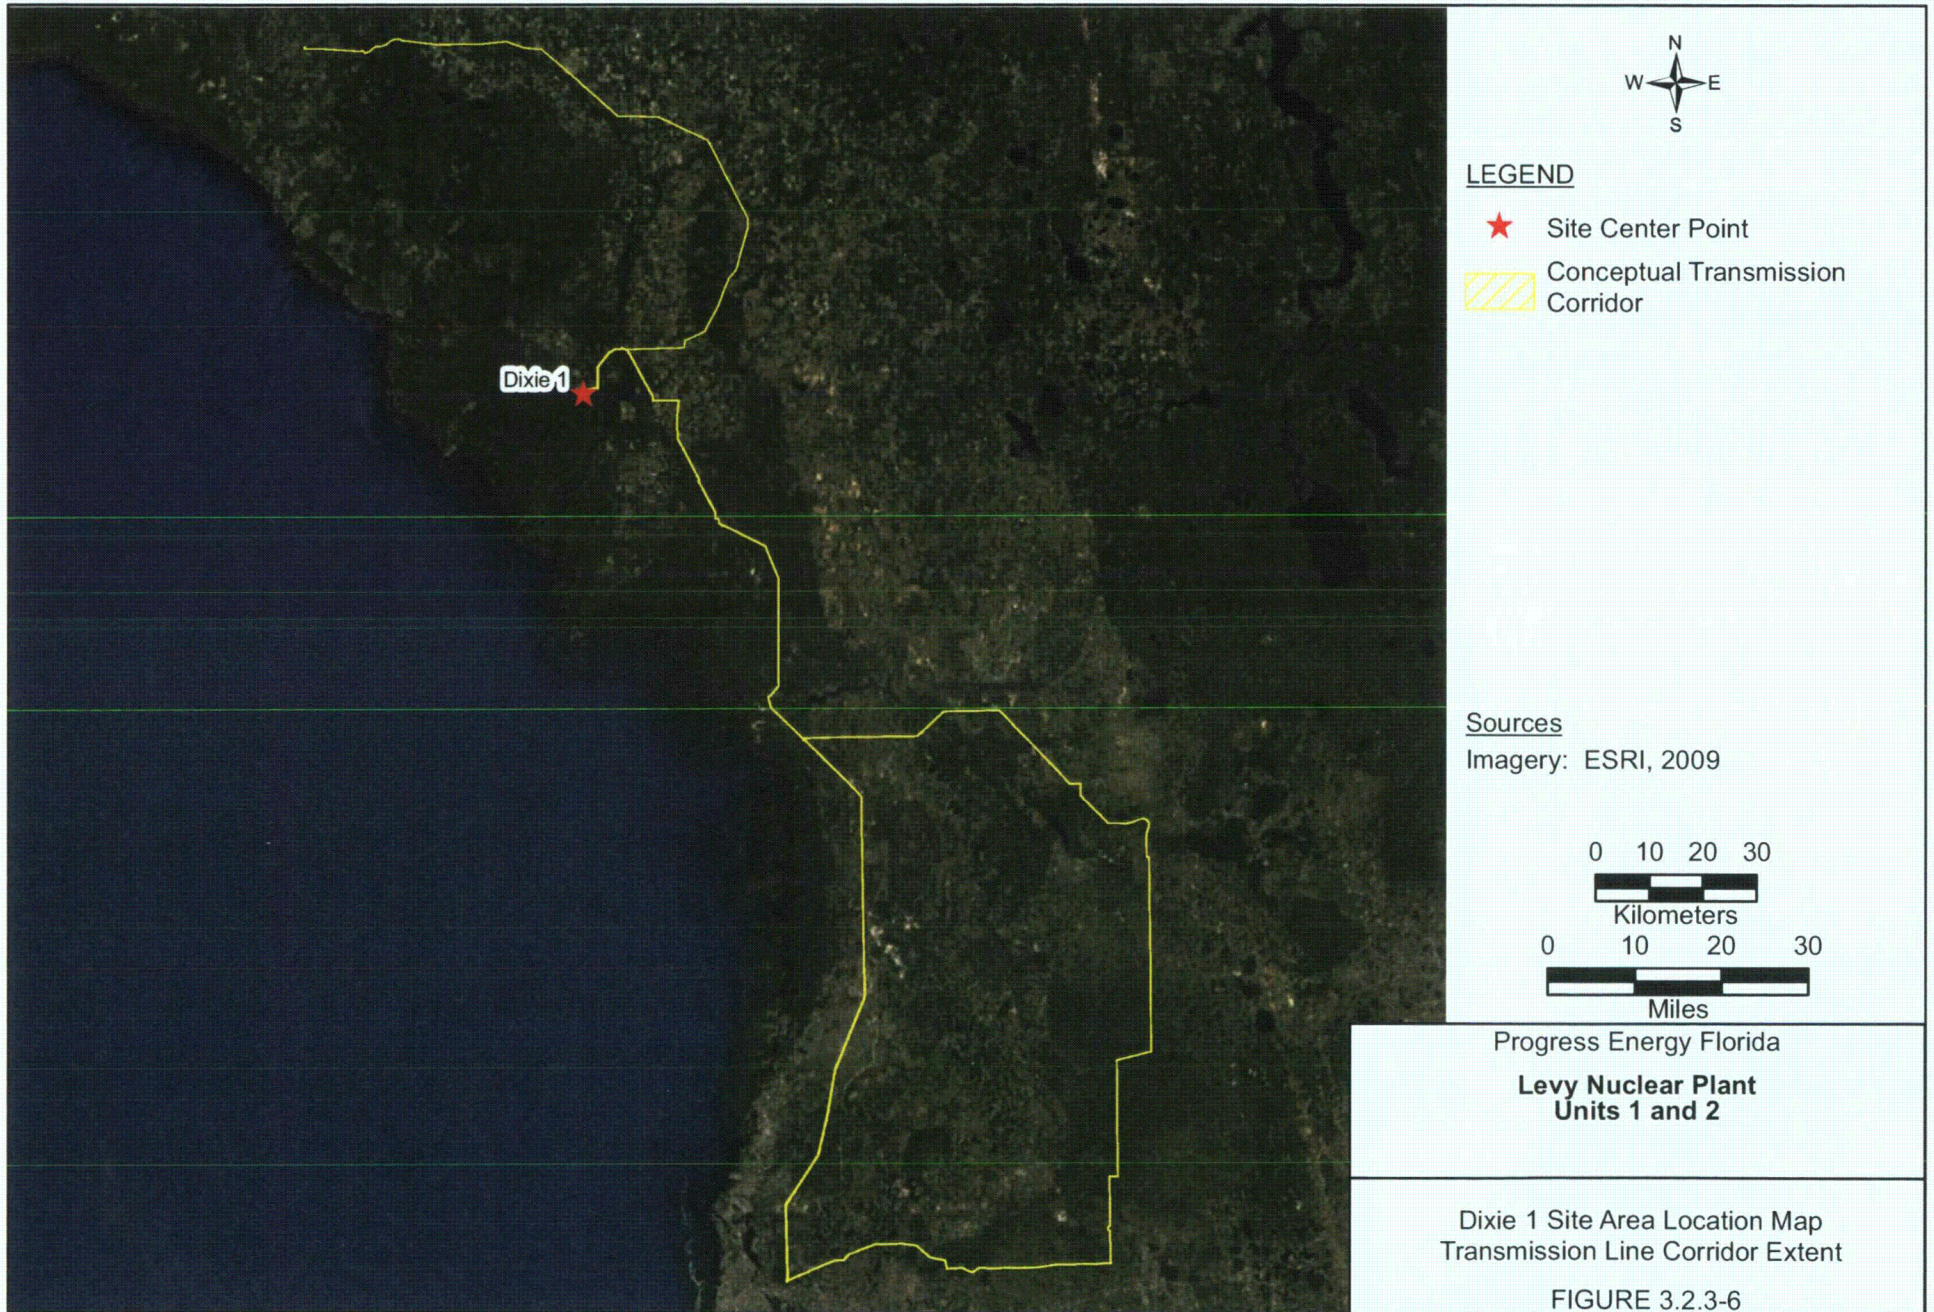 Dixie 1
N
W E
S
LEGEND
Site Center Point
Conceptual Transmission
Corridor
Sources
Imagery: ESRI, 2009
0 10 20 30
Kilometers
0 10 20 30
Miles
Progress Energy Florida
Levy Nuclear Plant
Units 1 and 2
Dixie 1 Site Area Location Map
Transmission Line Corridor Extent
FIGURE 3.2.3-6